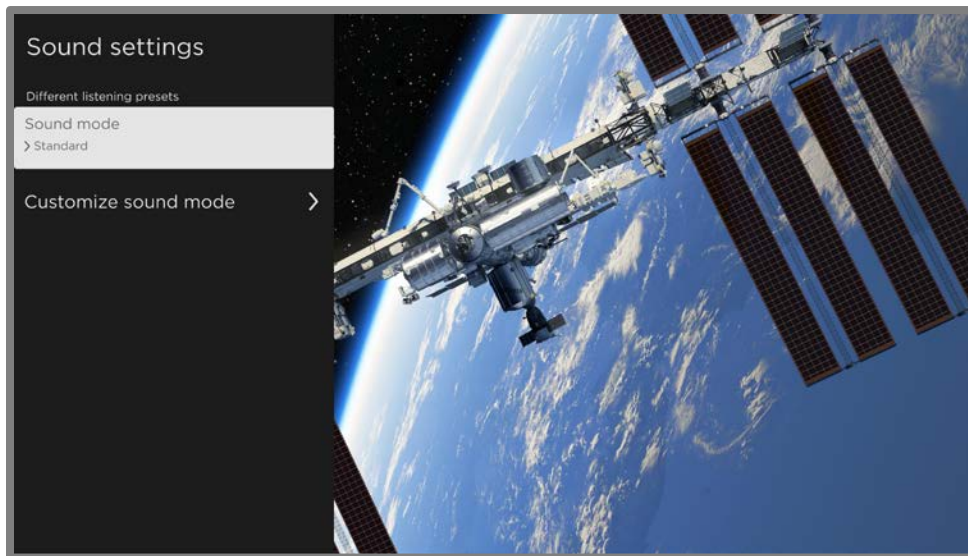 Sound settings
Different listening presets
Sound mode
Standard
Customize sound mode